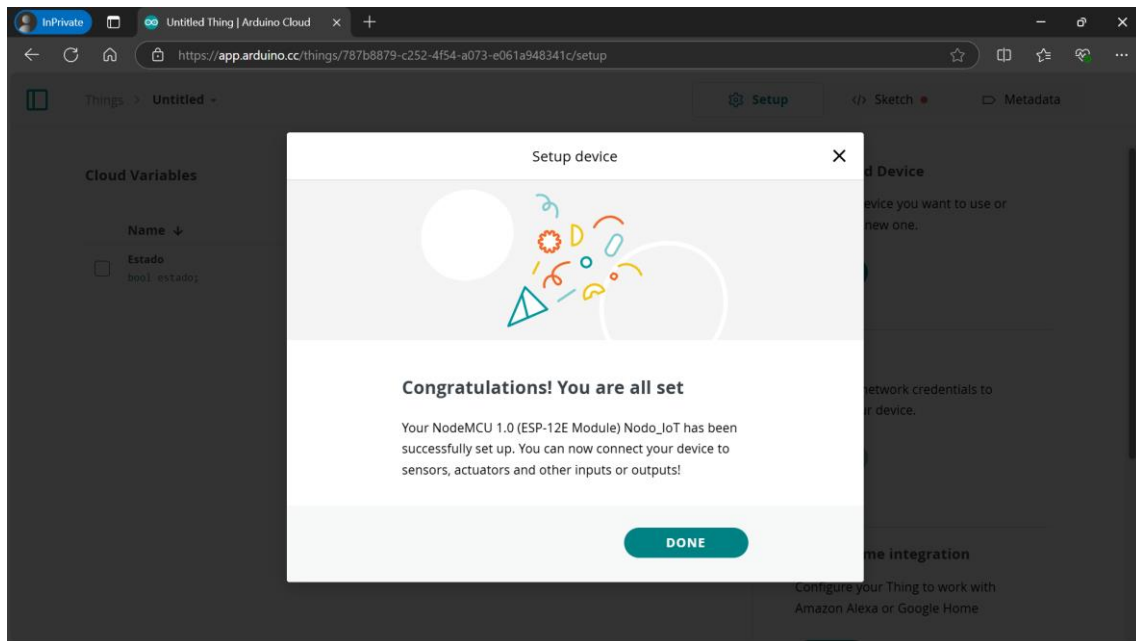 InPrivate
Untitled Thing | Arduino Cloud
https://app.arduino.cc/things/787b8879-c252-4f54-a073-e061a948341c/setup
Things > Untitled
Setup
</> Sketch
Metadata
Setup device
Cloud Variables
d Device
evice you want to use or
new one.
Name ↓
Estado
bool estado;
Congratulations! You are all set
Your NodeMCU 1.0 (ESP-12E Module) Nodo_IoT has been
successfully set up. You can now connect your device to
sensors, actuators and other inputs or outputs!
etwork credentials to
r device.
DONE
me integration
Configure your Thing to work with
Amazon Alexa or Google Home